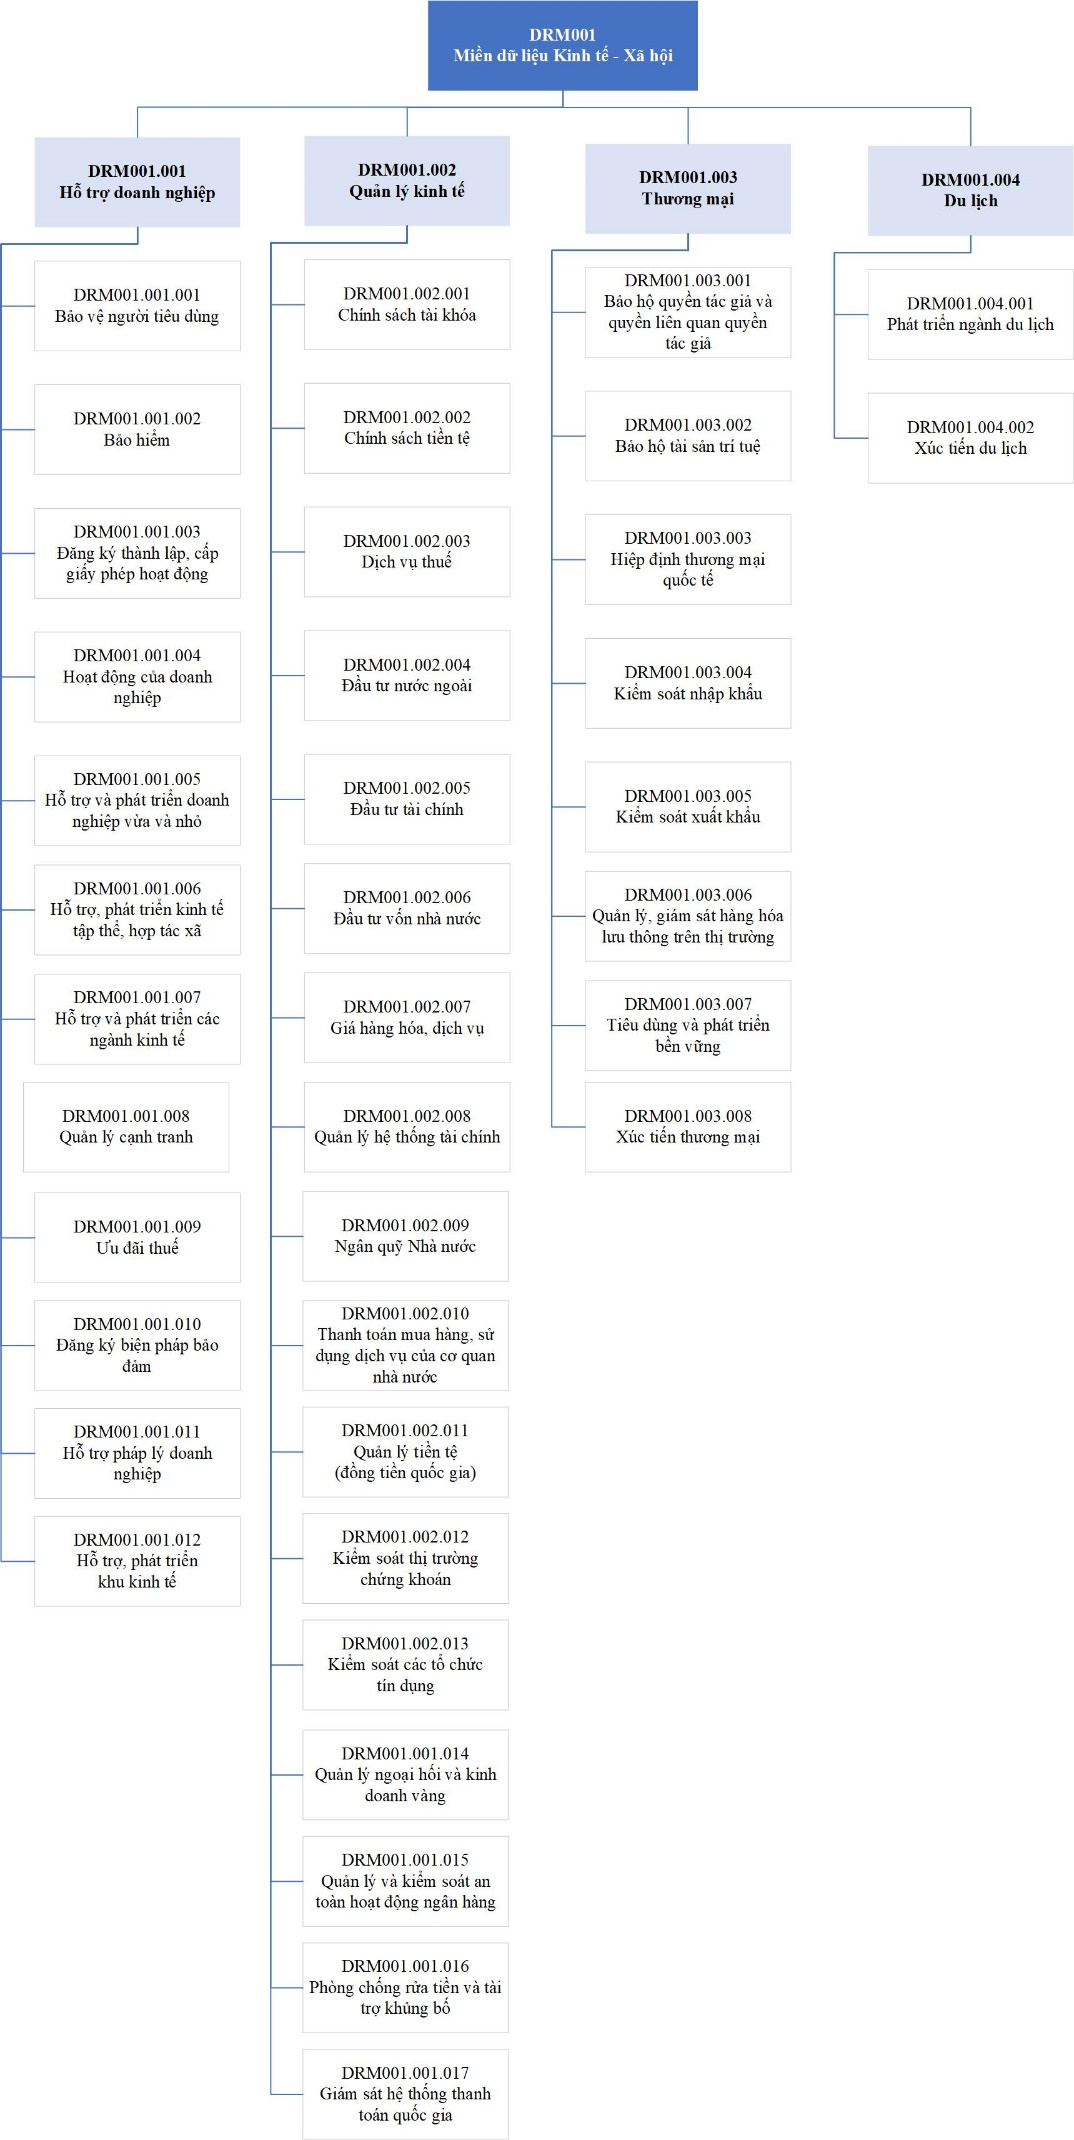 DRM001
Miền dữ liệu Kinh tế - Xã hội
DRM001.001
Hỗ trợ doanh nghiệp
DRM001.001.001
Bảo vệ người tiêu dùng
DRM001.001.002
Bảo hiểm
DRM001.001.003
Đăng ký thành lập, cấp
giấy phép hoạt động
DRM001.001.004
Hoạt động của doanh
nghiệp
DRM001.001.005
Hỗ trợ và phát triển doanh
nghiệp vừa và nhỏ
DRM001.001.006
Hỗ trợ, phát triển kinh tế
tập thể, hợp tác xã
DRM001.001.007
Hỗ trợ và phát triển các
ngành kinh tế
DRM001.001.008
Quản lý cạnh tranh
DRM001.001.009
Ưu đãi thuế
DRM001.001.010
Đăng ký biện pháp bảo
đảm
DRM001.001.011
Hỗ trợ pháp lý doanh
nghiệp
DRM001.001.012
Hỗ trợ, phát triển
khu kinh tế
DRM001.002
Quản lý kinh tế
DRM001.002.001
Chính sách tài khóa
DRM001.002.002
Chính sách tiền tệ
DRM001.002.003
Dịch vụ thuế
DRM001.002.004
Đầu tư nước ngoài
DRM001.002.005
Đầu tư tài chính
DRM001.002.006
Đầu tư vốn nhà nước
DRM001.002.007
Giá hàng hóa, dịch vụ
DRM001.002.008
Quản lý hệ thống tài chính
DRM001.002.009
Ngân quỹ Nhà nước
DRM001.002.010
Thanh toán mua hàng, sử
dụng dịch vụ của cơ quan
nhà nước
DRM001.002.011
Quản lý tiền tệ
(đồng tiền quốc gia)
DRM001.002.012
Kiểm soát thị trường
chứng khoán
DRM001.002.013
Kiểm soát các tổ chức
tín dụng
DRM001.001.014
Quản lý ngoại hối và kinh
doanh vàng
DRM001.001.015
Quản lý và kiểm soát an
toàn hoạt động ngân hàng
DRM001.001.016
Phòng chống rửa tiền và tài
trợ khủng bố
DRM001.001.017
Giám sát hệ thống thanh
toán quốc gia
DRM001.003
Thương mại
DRM001.003.001
Bảo hộ quyền tác giả và
quyền liên quan quyền
tác giả
DRM001.003.002
Bảo hộ tài sản trí tuệ
DRM001.003.003
Hiệp định thương mại
quốc tế
DRM001.003.004
Kiểm soát nhập khẩu
DRM001.003.005
Kiểm soát xuất khẩu
DRM001.003.006
Quản lý, giám sát hàng hóa
lưu thông trên thị trường
DRM001.003.007
Tiêu dùng và phát triển
bền vững
DRM001.003.008
Xúc tiến thương mại
DRM001.004
Du lịch
DRM001.004.001
Phát triển ngành du lịch
DRM001.004.002
Xúc tiến du lịch